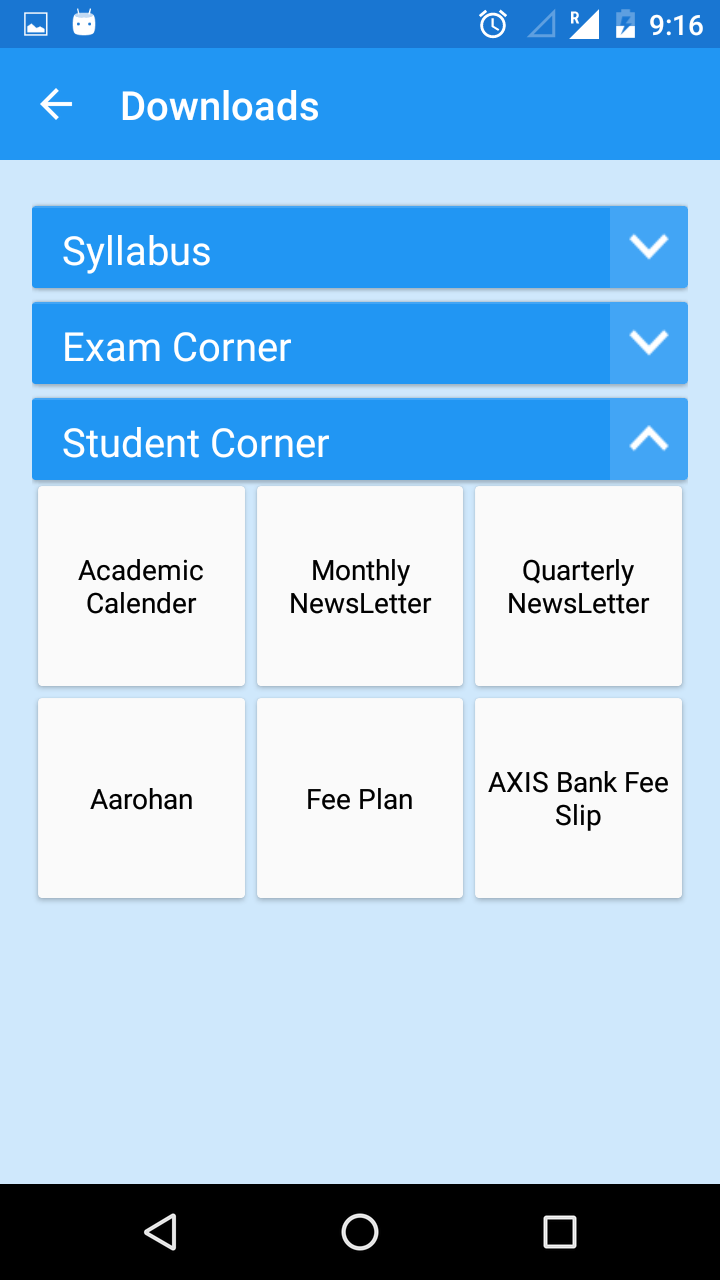 R
9:16
Downloads
Syllabus
Exam Corner
Student Corner
Academic
Calender
Monthly
NewsLetter
Quarterly
NewsLetter
Aarohan
Fee Plan
AXIS Bank Fee
Slip